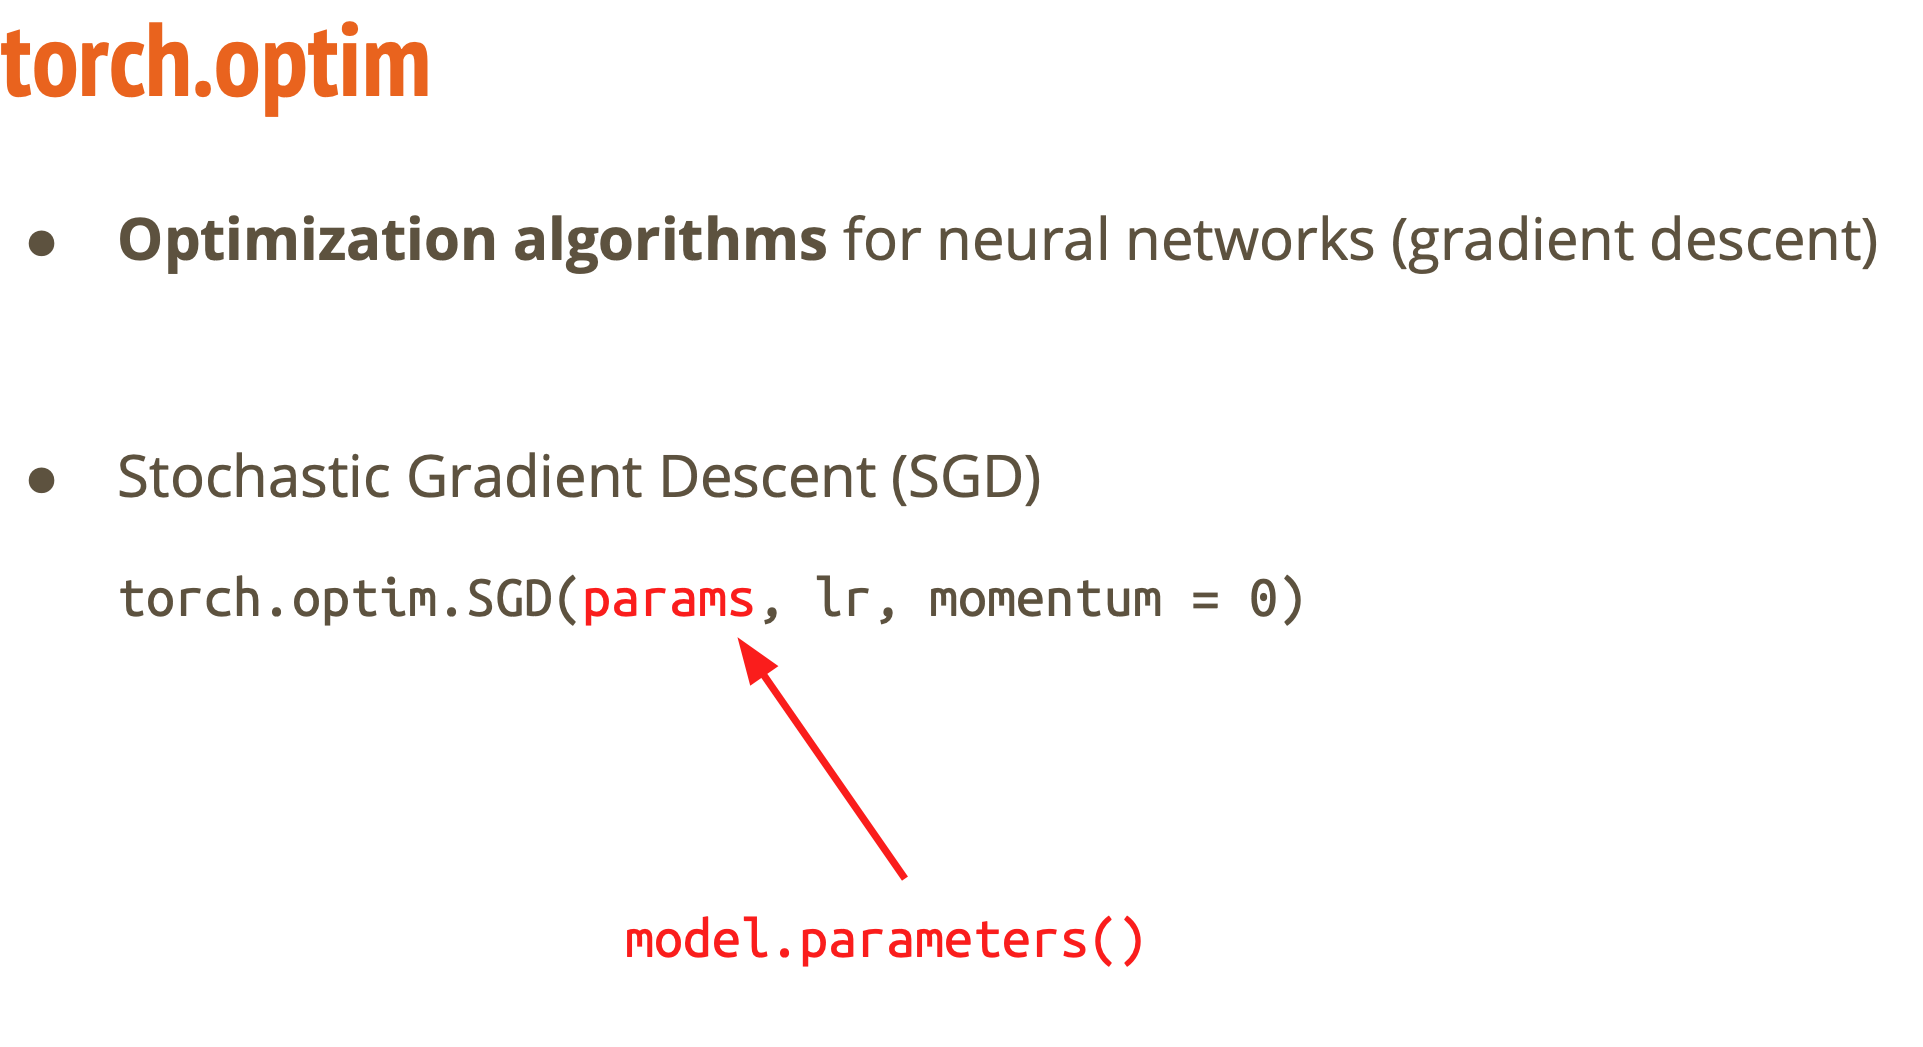 torch.optim
● Optimization algorithms for neural networks (gradient descent)
● Stochastic Gradient Descent (SGD)
torch.optim.SGD(params, lr, momentum = 0)
model.parameters()